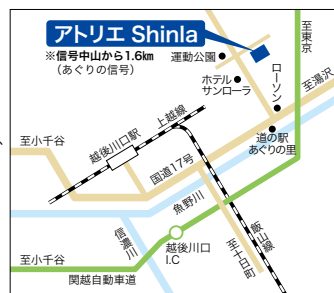 アトリエ Shinla
※信号中山から1.6km
(あぐりの信号)
運動公園
至東京
ホテル
サンローラ
ローソン
至湯沢
道の駅
あぐりの里
上越線
越後川口駅
至小千谷
国道17号
魚野川
信濃川
飯山線
至十日町
越後川口
I.C
至小千谷
関越自動車道